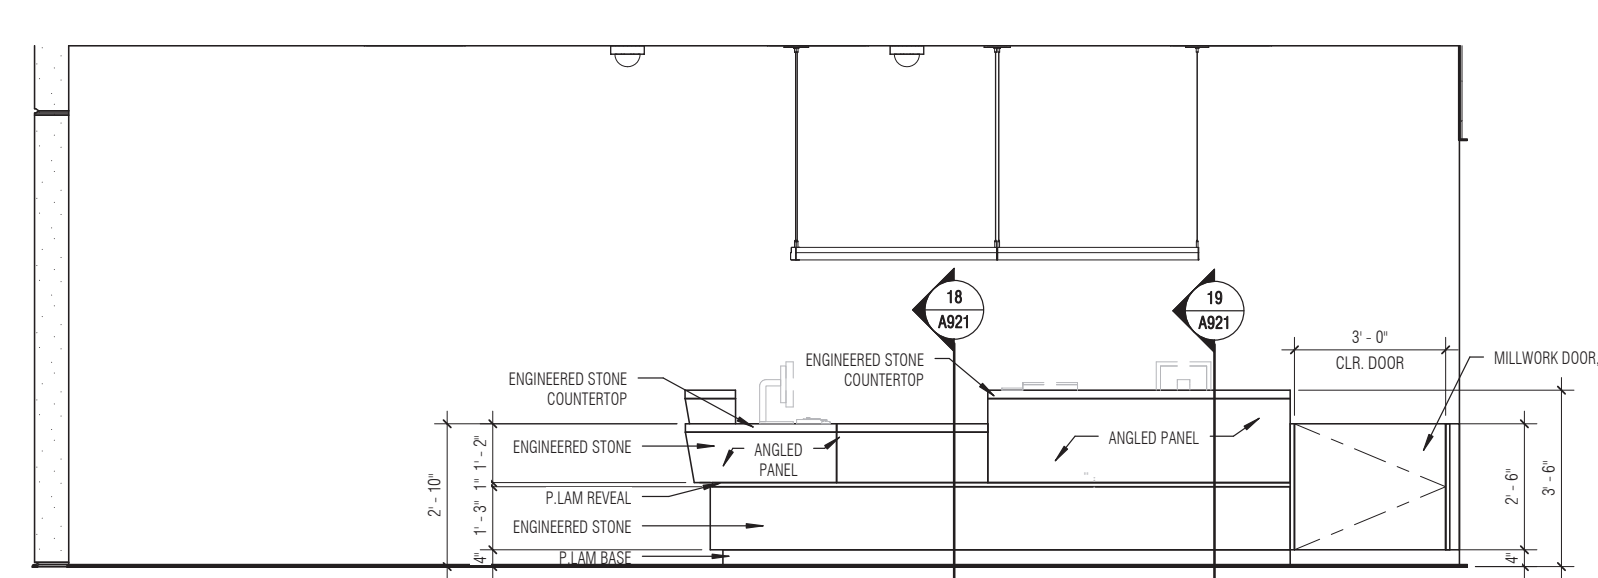 18
A921
19
A921
3' - 0"
CLR. DOOR
MILLWORK DOOR,
ENGINEERED STONE
COUNTERTOP
ENGINEERED STONE
COUNTERTOP
ENGINEERED STONE
ANGLED
PANEL
ANGLED PANEL
P.LAM REVEAL
ENGINEERED STONE
P.LAM BASE
2' - 10"
1' - 2"
1"
1' - 3"
4"
2' - 6"
4"
3' - 6"